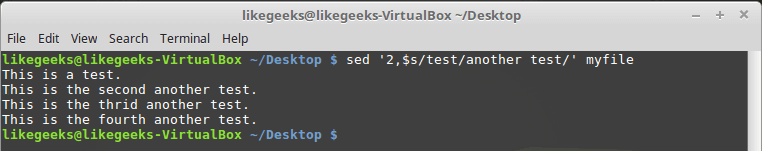 likegeeks@likegeeks-VirtualBox ~/Desktop
File Edit View Search Terminal Help
likegeeks@likegeeks-VirtualBox ~/Desktop $ sed '2,$s/test/another test/' myfile
This is a test.
This is the second another test.
This is the thrid another test.
This is the fourth another test.
likegeeks@likegeeks-VirtualBox ~/Desktop $